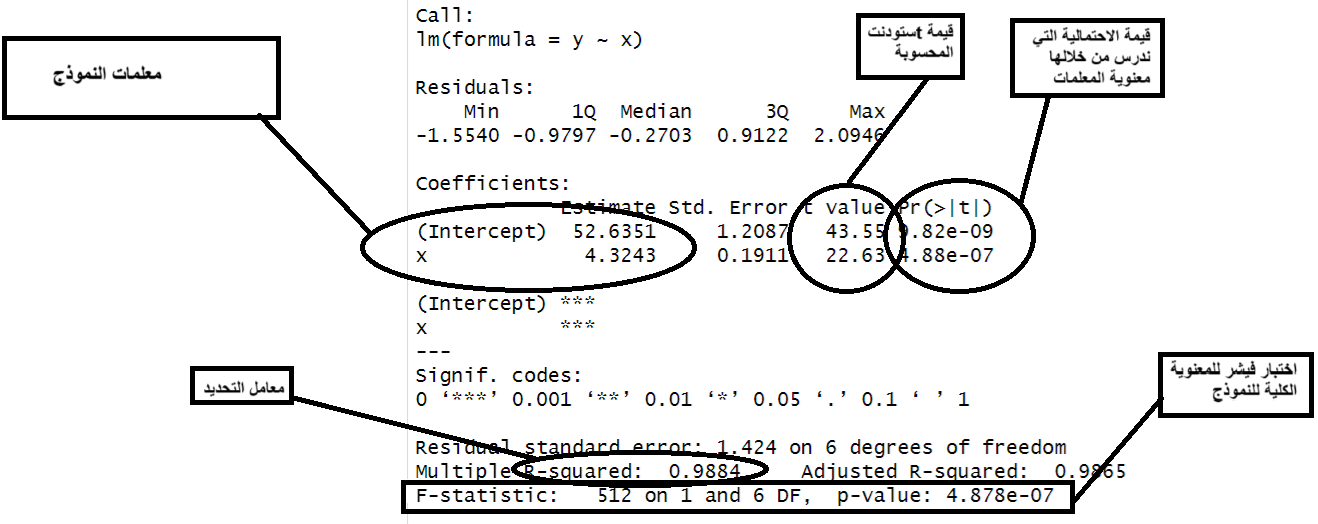 Call:
lm(formula = y ~ x)
قيمة tستودنت
المحسوبة
قيمة الاحتمالية التي
ندرس من خلالها
معنوية المعلمات
معلمات النموذج
Residuals:
Min 1Q Median 3Q Max
-1.5540 -0.9797 -0.2703 0.9122 2.0946
Coefficients:
Estimate Std. Error t value Pr(>|t|)
(Intercept) 52.6351 1.2087 43.55 9.82e-09
x 4.3243 0.1911 22.63 4.88e-07
(Intercept) ***
x ***
---
Signif. codes:
0 ‘***’ 0.001 ‘**’ 0.01 ‘*’ 0.05 ‘.’ 0.1 ‘ ’ 1
معامل التحديد
اختبار فيشر للمعنوية
الكلية للنموذج
Residual standard error: 1.424 on 6 degrees of freedom
Multiple R-squared: 0.9884 Adjusted R-squared: 0.9865
F-statistic: 512 on 1 and 6 DF, p-value: 4.878e-07